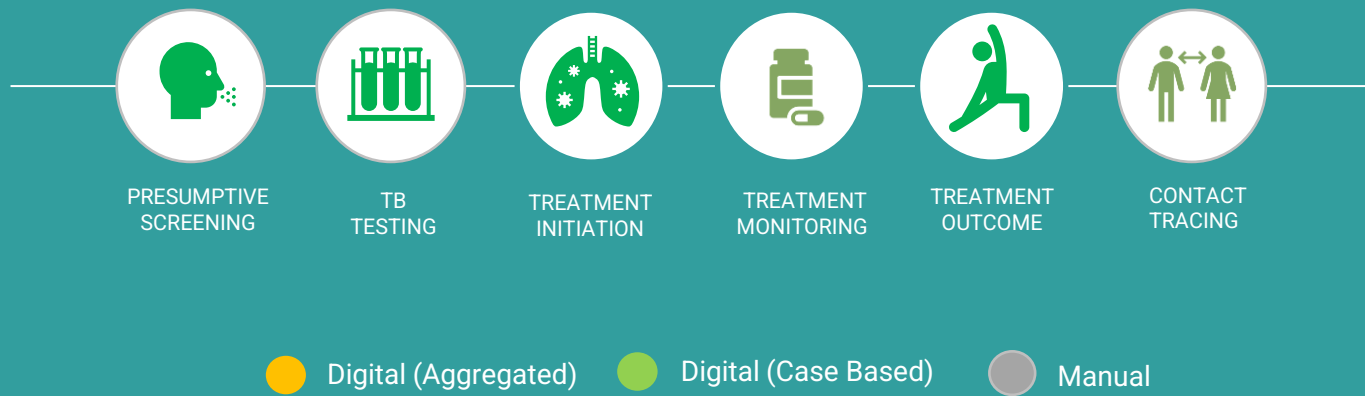 PRESUMPTIVE
SCREENING
TB
TESTING
TREATMENT
INITIATION
TREATMENT
MONITORING
TREATMENT
OUTCOME
CONTACT
TRACING
Digital (Aggregated)
Digital (Case Based)
Manual